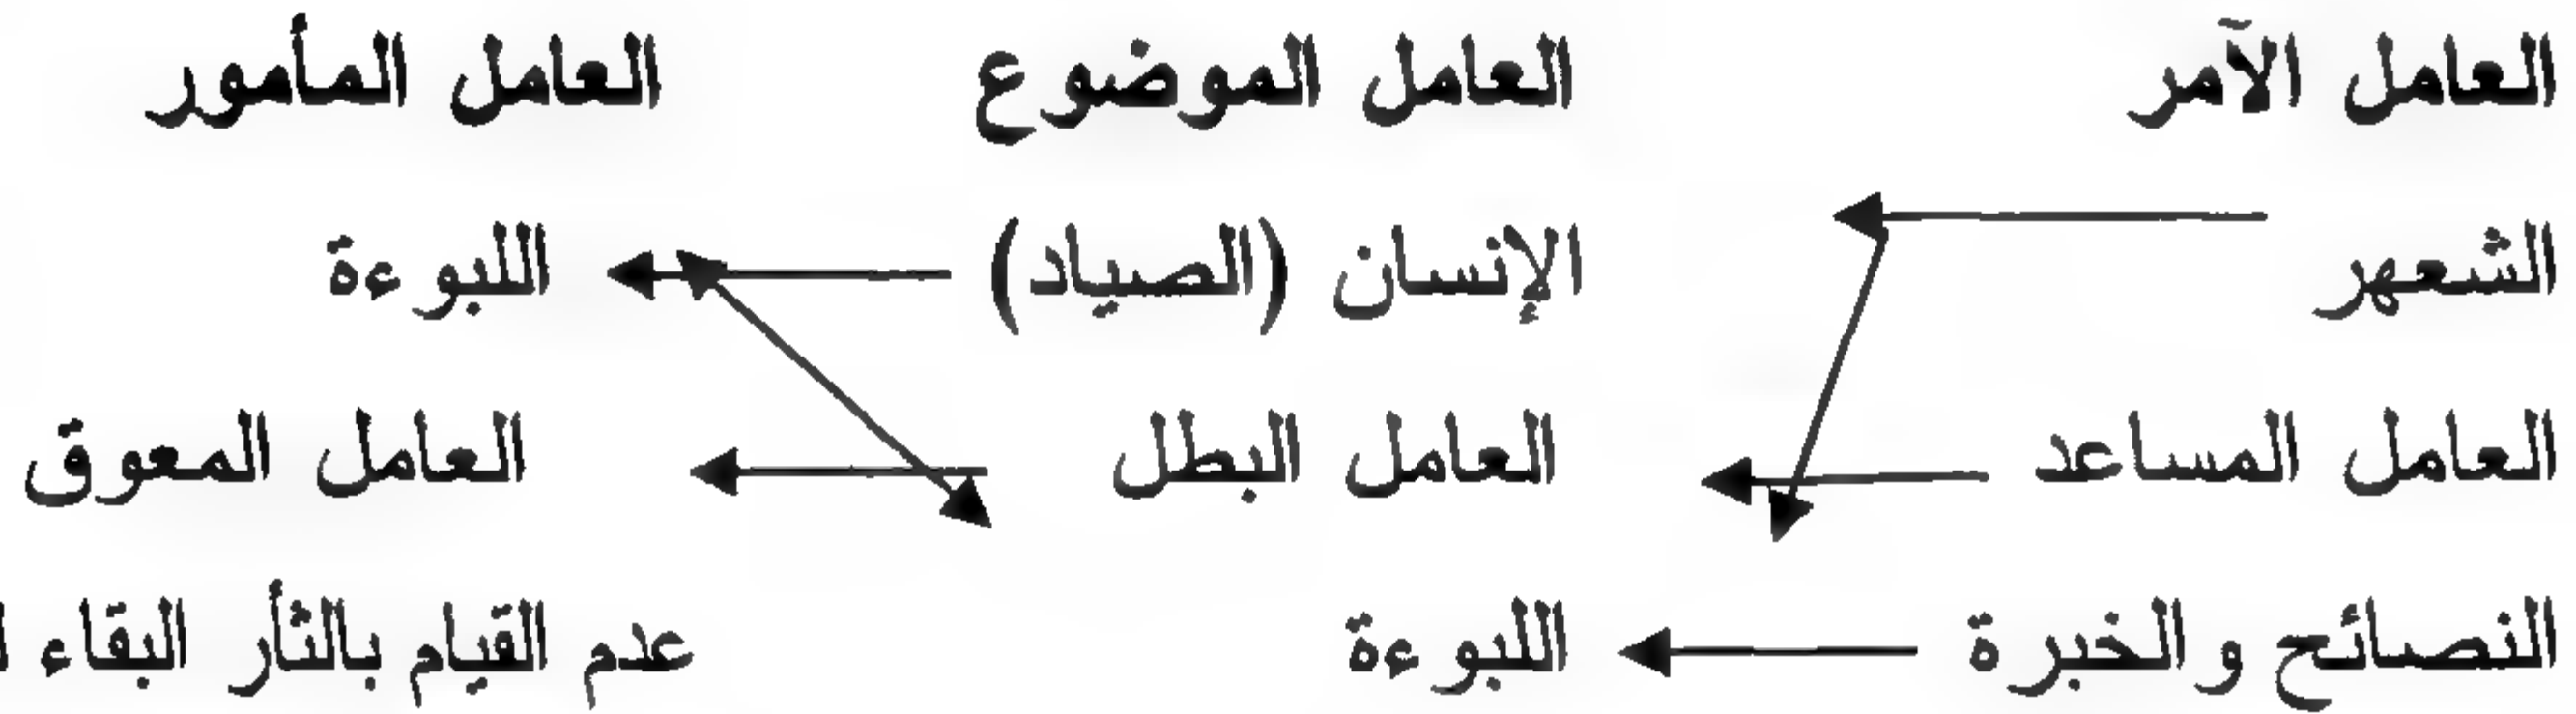 العامل الآمر العامل الموضوع العامل المأمور
الشعهر الإنسان (الصياد) اللبوءة
العامل المساعد العامل البطل العامل المعوق
النصائح والخبرة اللبوءة عدم القيام بالثأر البقاء